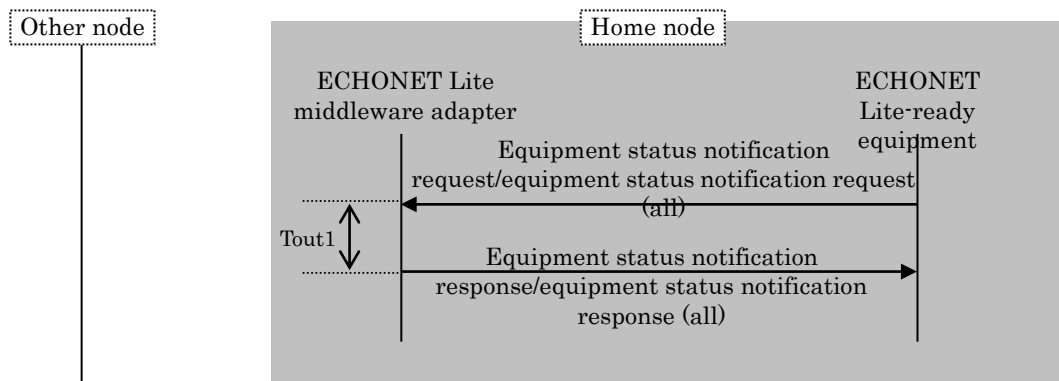 Other node
Home node
ECHONET Lite
middleware adapter
ECHONET
Lite-ready
equipment
Equipment status notification
request/equipment status notification request
(all)
Tout1
Equipment status notification
response/equipment status notification
response (all)